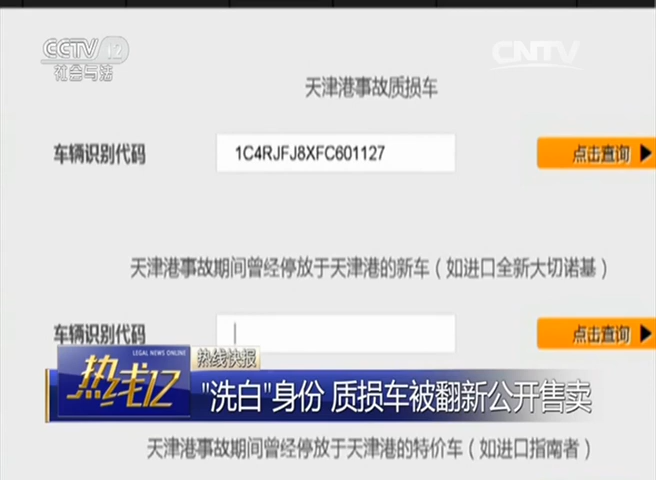 CCTV 12
社会与法
CNTV
天津港事故质损车
车辆识别代码
1C4RJFJ8XFC601127
点击查询
天津港事故期间曾经停放于天津港的新车（如进口全新大切诺基）
车辆识别代码
点击查询
LEGAL NEWS ONLINE
热线12
热线快报
"洗白"身份 质损车被翻新公开售卖
天津港事故期间曾经停放于天津港的特价车（如进口指南者）